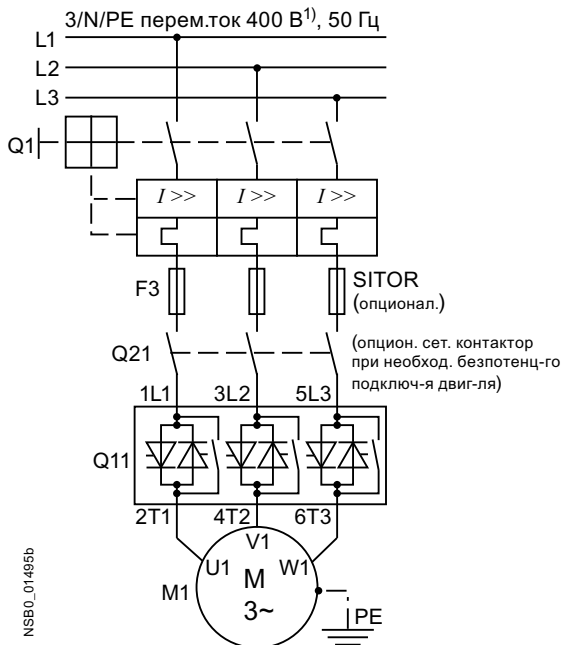 3/N/PE перем.ток 400 В1), 50 Гц
L1
L2
L3
Q1
I >> I >> I >>
F3
SITOR
(опционал.)
Q21
(опцион. сет. контактор
при необход. безпотенц-го
подключ-я двиг-ля)
1L1 3L2 5L3
Q11
2T1 4T2 6T3
V1
U1 W1
M
M1
3~
PE
NSB0_01495b